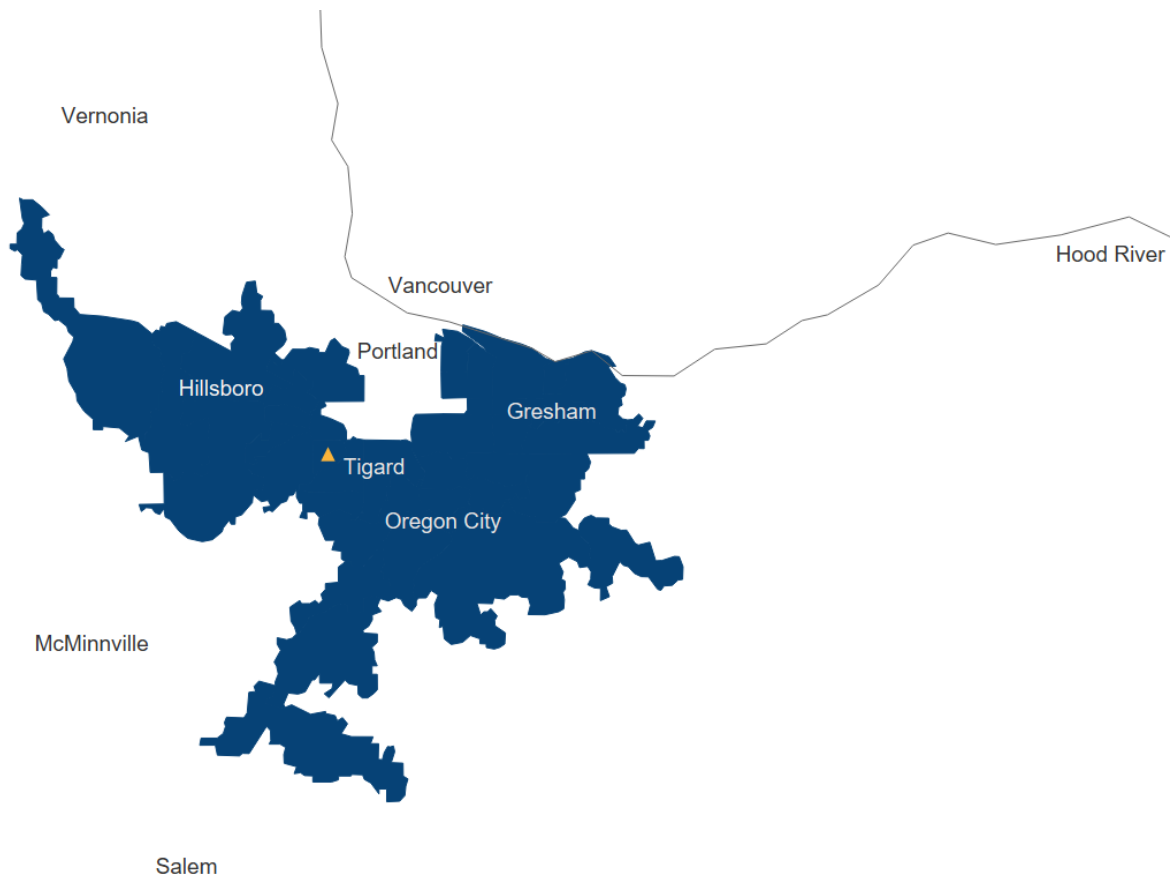 Vernonia
Hood River
Vancouver
Portland
Hillsboro
Gresham
Tigard
Oregon City
McMinnville
Salem